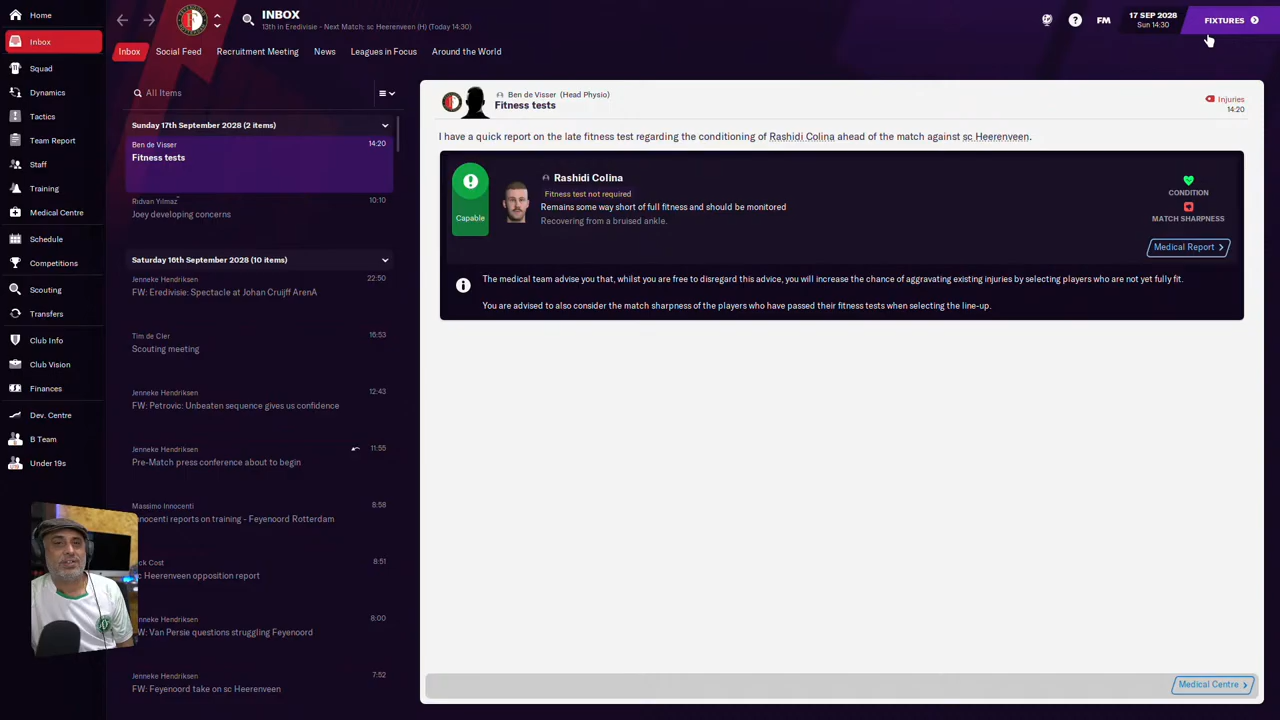 Home
Inbox
Squad
Dynamics
Tactics
Team Report
Staff
Training
Medical Centre
Schedule
Competitions
Scouting
Transfers
Club Info
Club Vision
Finances
Dev. Centre
B Team
Under 19s
INBOX
13th in Eredivisie - Next Match: sc Heerenveen (H) (Today 14:30)
FM
17 SEP 2028
Sun 14:30
FIXTURES
Inbox
Social Feed
Recruitment Meeting
News
Leagues in Focus
Around the World
All Items
Sunday 17th September 2028 (2 items)
Ben de Visser
14:20
Fitness tests
Ridvan Yilmaz
10:10
Joey developing concerns
Saturday 16th September 2028 (10 items)
Jenneke Hendriksen
22:50
FW: Eredivisie: Spectacle at Johan Cruijff ArenA
Tim de Cler
16:53
Scouting meeting
Jenneke Hendriksen
12:43
FW: Petrovic: Unbeaten sequence gives us confidence
Jenneke Hendriksen
11:55
Pre-Match press conference about to begin
Massimo Innocenti
8:58
nnocenti reports on training - Feyenoord Rotterdam
ck Cost
8:51
c Heerenveen opposition report
nneke Hendriksen
8:00
W: Van Persie questions struggling Feyenoord
Jenneke Hendriksen
7:52
FW: Feyenoord take on sc Heerenveen
Ben de Visser (Head Physio)
Fitness tests
Injuries
14:20
I have a quick report on the late fitness test regarding the conditioning of Rashidi Colina ahead of the match against sc Heerenveen.
Capable
Rashidi Colina
Fitness test not required
Remains some way short of full fitness and should be monitored
Recovering from a bruised ankle.
CONDITION
MATCH SHARPNESS
Medical Report
The medical team advise you that, whilst you are free to disregard this advice, you will increase the chance of aggravating existing injuries by selecting players who are not yet fully fit.
You are advised to also consider the match sharpness of the players who have passed their fitness tests when selecting the line-up.
Medical Centre